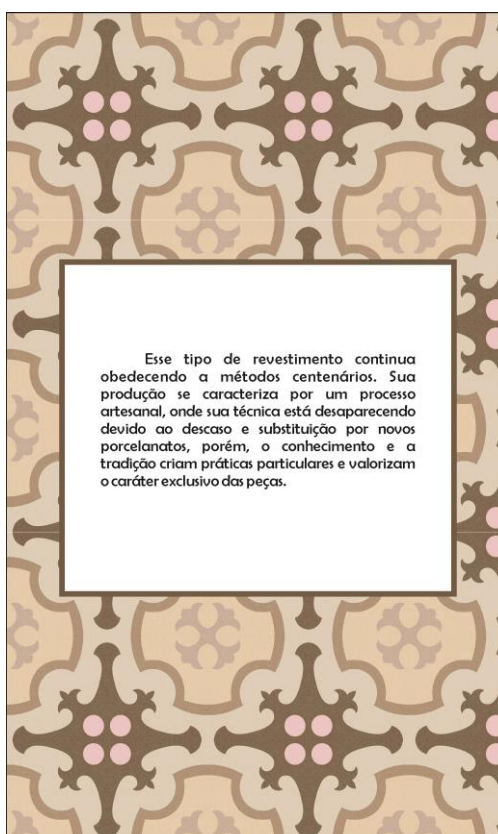 Esse tipo de revestimento continua
obedecendo a métodos centenários. Sua
produção se caracteriza por um processo
artesanal, onde sua técnica está desaparecendo
devido ao descaso e substituição por novos
porcelanatos, porém, o conhecimento e a
tradição criam práticas particulares e valorizam
o caráter exclusivo das peças.